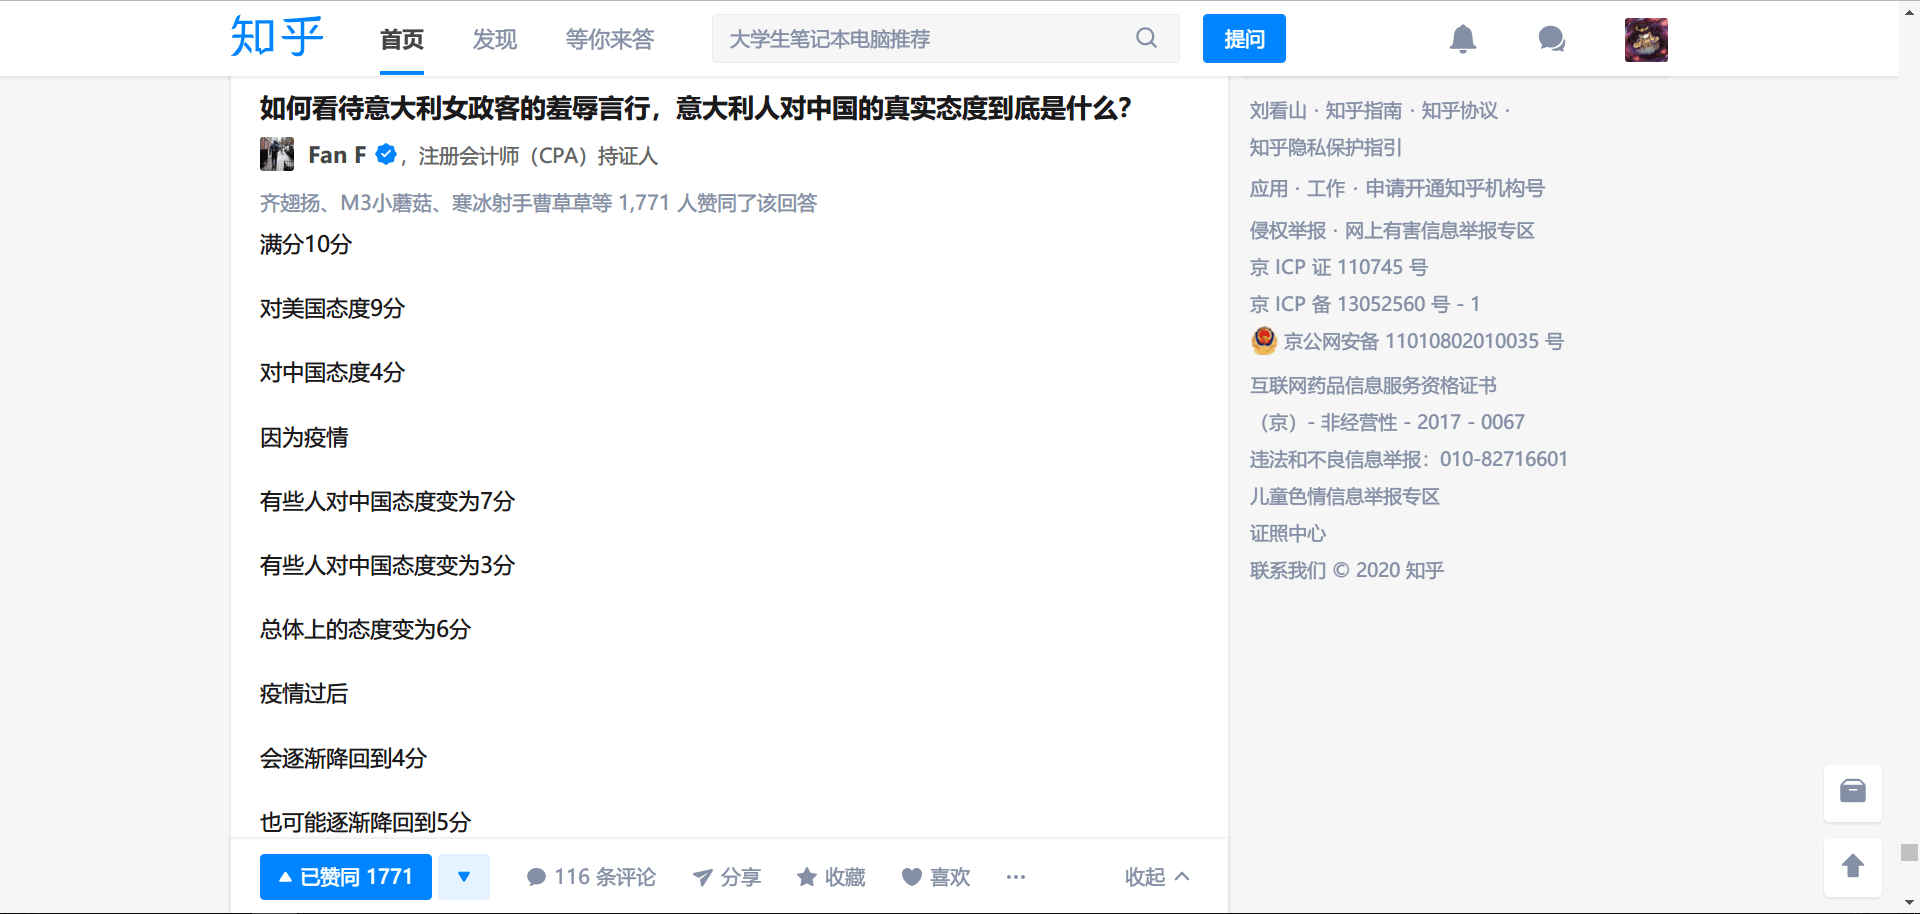 知乎
首页 发现 等你来答 大学生笔记本电脑推荐 提问
如何看待意大利女政客的羞辱言行，意大利人对中国的真实态度到底是什么？
Fan F ，注册会计师（CPA）持证人
齐翅扬、M3小蘑菇、寒冰射手曹草草等 1,771 人赞同了该回答
满分10分
对美国态度9分
对中国态度4分
因为疫情
有些人对中国态度变为7分
有些人对中国态度变为3分
总体上的态度变为6分
疫情过后
会逐渐降回到4分
也可能逐渐降回到5分
已赞同 1771 116 条评论 分享 收藏 喜欢 ··· 收起
刘看山 · 知乎指南 · 知乎协议 ·
知乎隐私保护指引
应用 · 工作 · 申请开通知乎机构号
侵权举报 · 网上有害信息举报专区
京 ICP 证 110745 号
京 ICP 备 13052560 号 - 1
京公网安备 11010802010035 号
互联网药品信息服务资格证书
（京）- 非经营性 - 2017 - 0067
违法和不良信息举报：010-82716601
儿童色情信息举报专区
证照中心
联系我们 © 2020 知乎